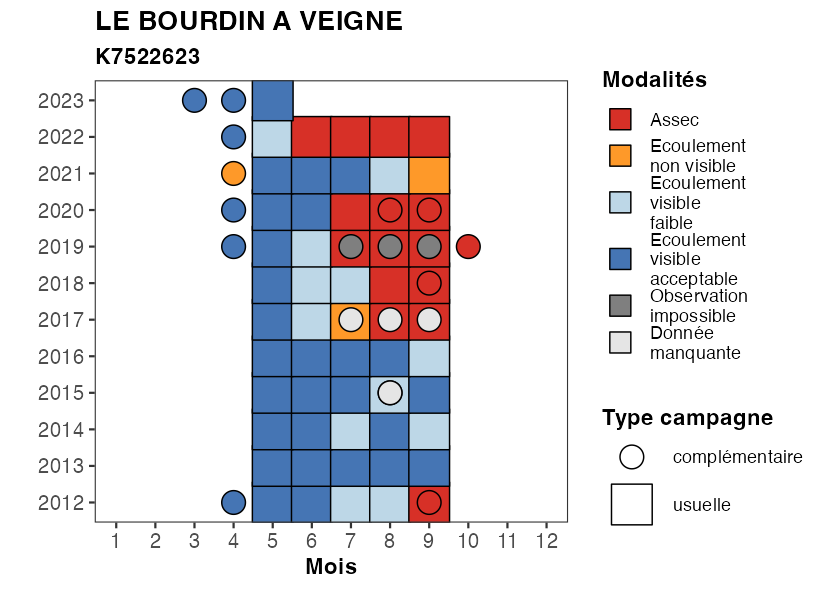 LE BOURDIN A VEIGNE
K7522623
2023
2022
2021
2020
2019
2018
2017
2016
2015
2014
2013
2012
1 2 3 4 5 6 7 8 9 10 11 12
Mois
Modalités
Assec
Ecoulement
non visible
Ecoulement
visible
faible
Ecoulement
visible
acceptable
Observation
impossible
Donnée
manquante
Type campagne
complémentaire
usuelle